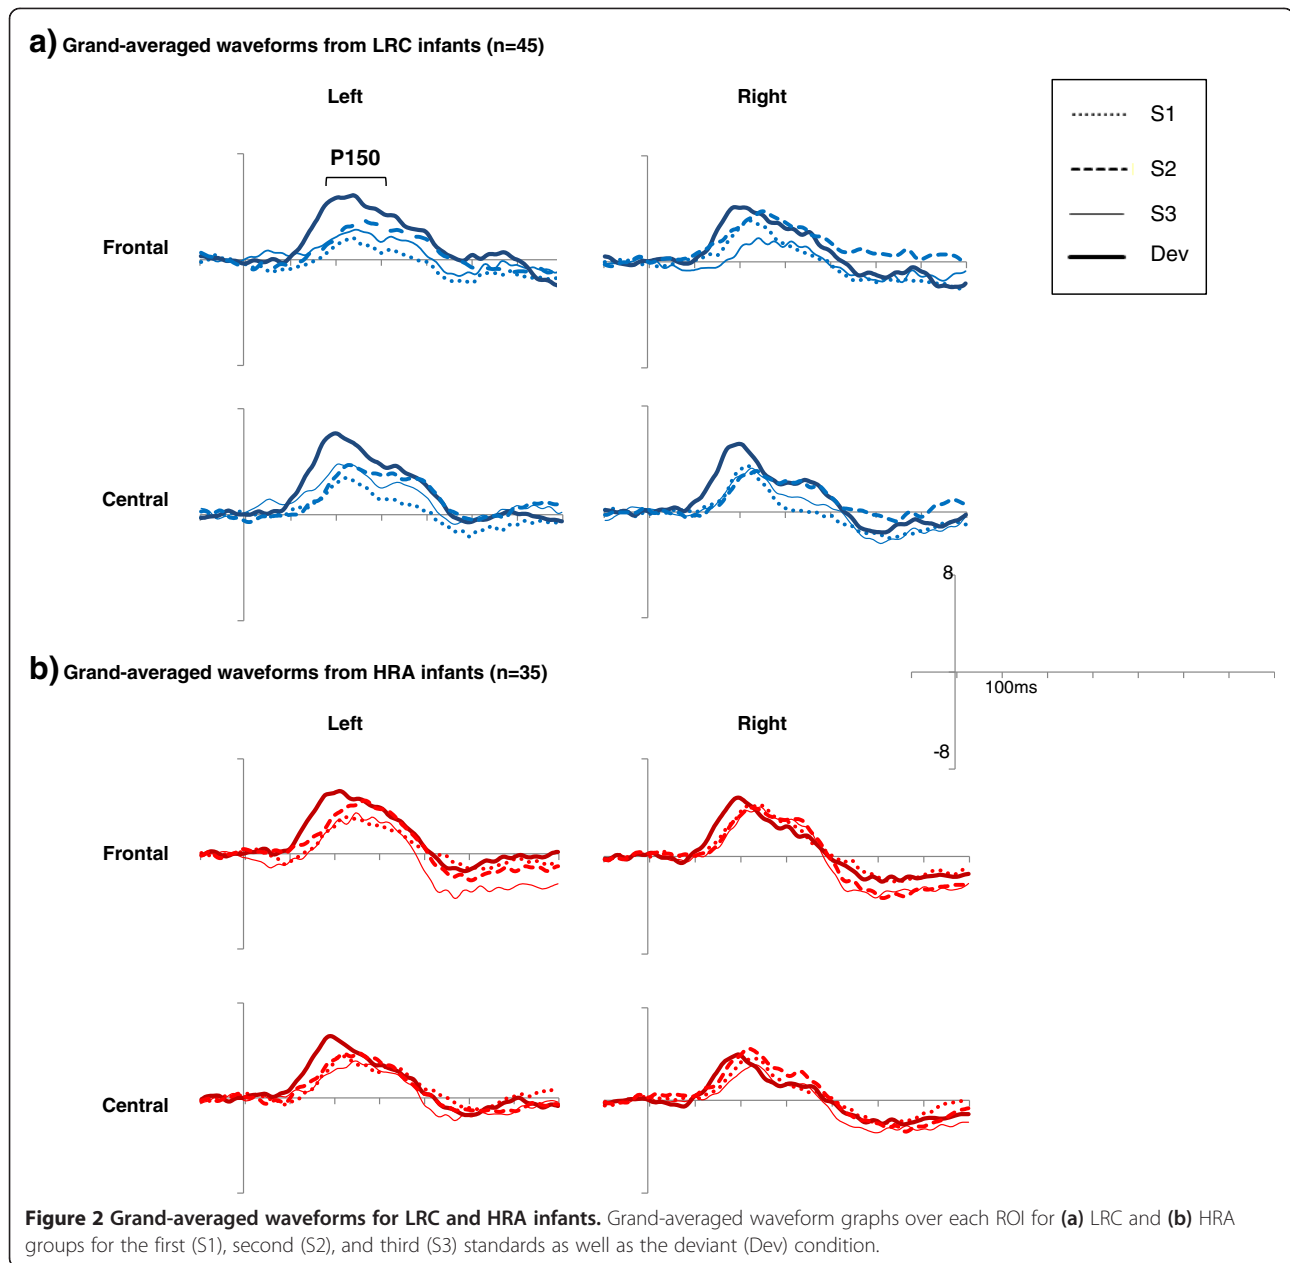 a) Grand-averaged waveforms from LRC infants (n=45)
Left
Right
S1
S2
S3
Dev
P150
Frontal
Central
8
100ms
-8
b) Grand-averaged waveforms from HRA infants (n=35)
Left
Right
Frontal
Central
Figure 2 Grand-averaged waveforms for LRC and HRA infants. Grand-averaged waveform graphs over each ROI for (a) LRC and (b) HRA
groups for the first (S1), second (S2), and third (S3) standards as well as the deviant (Dev) condition.